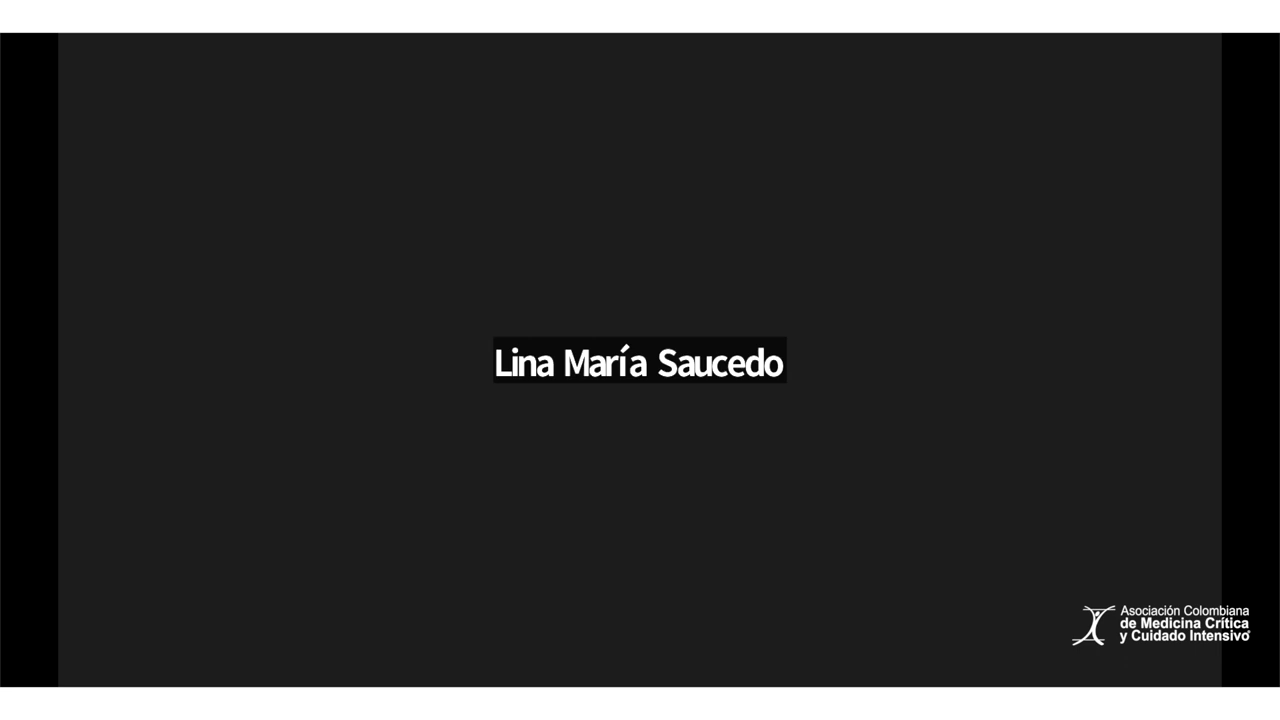 Lina María Saucedo
Asociación Colombiana
de Medicina Crítica
y Cuidado Intensivo